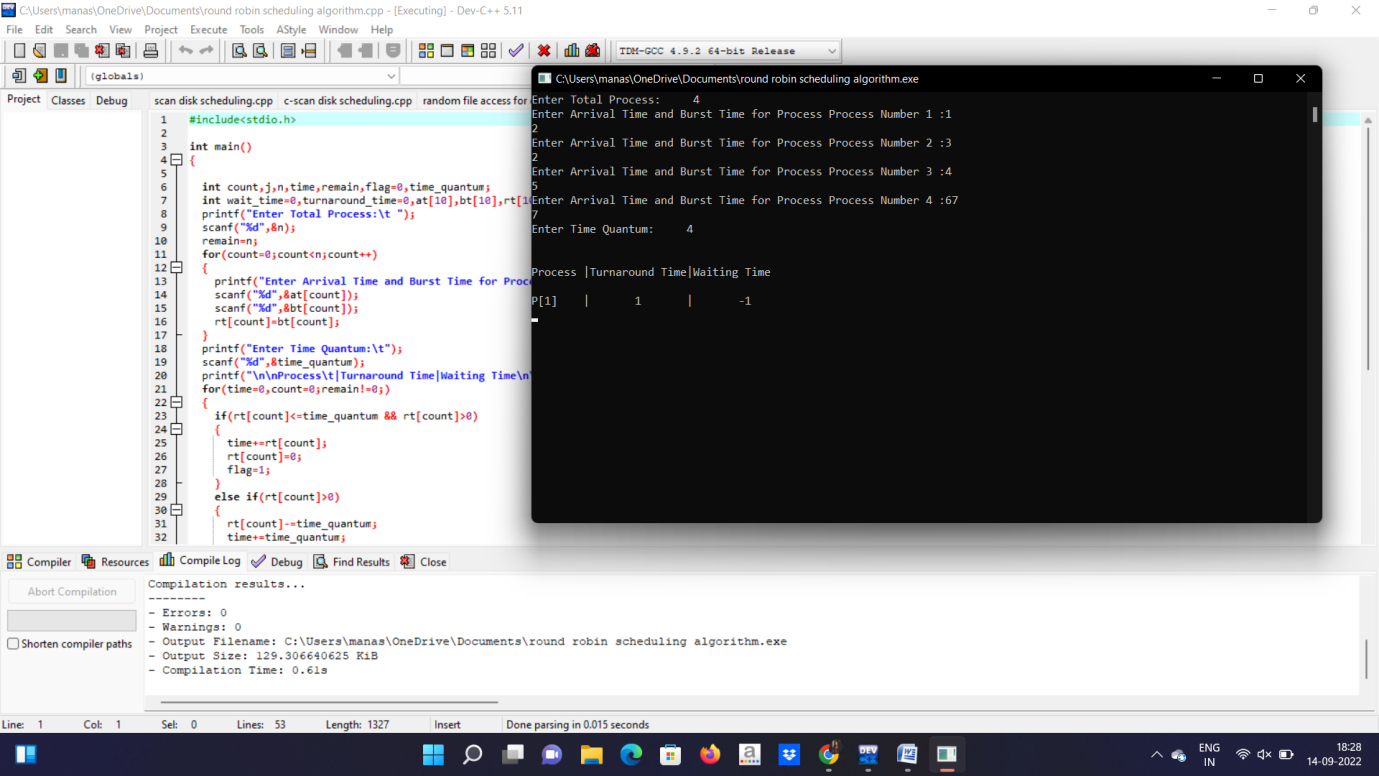 C:\Users\manas\OneDrive\Documents\round robin scheduling algorithm.cpp - [Executing] - Dev-C++ 5.11
File Edit Search View Project Execute Tools AStyle Window Help
TDM-GCC 4.9.2 64-bit Release
(globals)
Project Classes Debug
scan disk scheduling.cpp c-scan disk scheduling.cpp random file access for
1 #include<stdio.h>
2
3 int main()
4 {
5
6 int count,j,n,time,remain,flag=0,time_quantum;
7 int wait_time=0,turnaround_time=0,at[10],bt[10],rt[10
8 printf("Enter Total Process:\t ");
9 scanf("%d",&n);
10 remain=n;
11 for(count=0;count<n;count++)
12 {
13 printf("Enter Arrival Time and Burst Time for Proce
14 scanf("%d",&at[count]);
15 scanf("%d",&bt[count]);
16 rt[count]=bt[count];
17 }
18 printf("Enter Time Quantum:\t");
19 scanf("%d",&time_quantum);
20 printf("\n\nProcess\t|Turnaround Time|Waiting Time\n
21 for(time=0,count=0;remain!=0;)
22 {
23 if(rt[count]<=time_quantum && rt[count]>0)
24 {
25 time+=rt[count];
26 rt[count]=0;
27 flag=1;
28 }
29 else if(rt[count]>0)
30 {
31 rt[count]-=time_quantum;
32 time+=time_quantum;
C:\Users\manas\OneDrive\Documents\round robin scheduling algorithm.exe
Enter Total Process: 4
Enter Arrival Time and Burst Time for Process Process Number 1 :1
2
Enter Arrival Time and Burst Time for Process Process Number 2 :3
2
Enter Arrival Time and Burst Time for Process Process Number 3 :4
5
Enter Arrival Time and Burst Time for Process Process Number 4 :67
7
Enter Time Quantum: 4
Process |Turnaround Time|Waiting Time
P[1] | 1 | -1
Compiler Resources Compile Log Debug Find Results Close
Abort Compilation
Shorten compiler paths
Compilation results...
--------
- Errors: 0
- Warnings: 0
- Output Filename: C:\Users\manas\OneDrive\Documents\round robin scheduling algorithm.exe
- Output Size: 129.306640625 KiB
- Compilation Time: 0.61s
Line: 1 Col: 1 Sel: 0 Lines: 53 Length: 1327 Insert Done parsing in 0.015 seconds
ENG
IN
18:28
14-09-2022